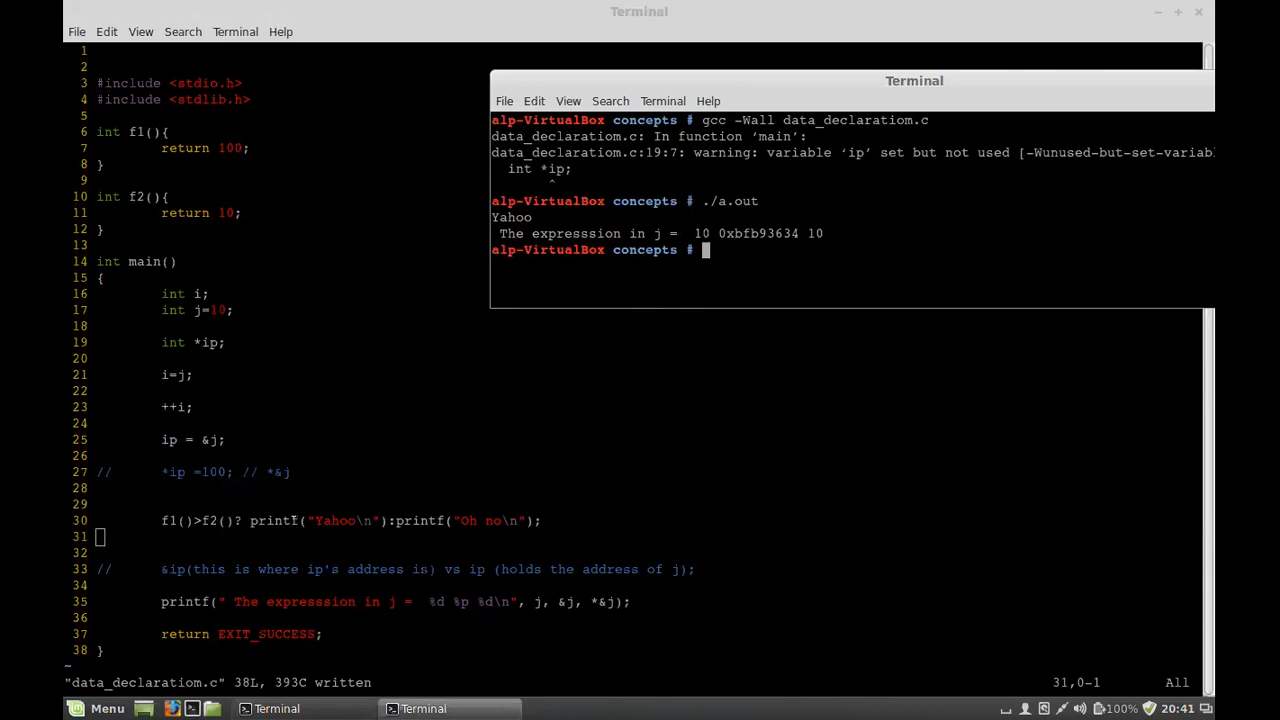 Terminal
File Edit View Search Terminal Help
1
2
3 #include <stdio.h>
4 #include <stdlib.h>
5
6 int f1(){
7 return 100;
8 }
9
10 int f2(){
11 return 10;
12 }
13
14 int main()
15 {
16 int i;
17 int j=10;
18
19 int *ip;
20
21 i=j;
22
23 ++i;
24
25 ip = &j;
26
27 // *ip =100; // *&j
28
29
30 f1()>f2()? printf("Yahoo\n"):printf("Oh no\n");
31
32
33 // &ip(this is where ip's address is) vs ip (holds the address of j);
34
35 printf(" The expresssion in j =  %d %p %d\n", j, &j, *&j);
36
37 return EXIT_SUCCESS;
38 }
~
"data_declaratiom.c" 38L, 393C written 31,0-1 All
Terminal
File Edit View Search Terminal Help
alp-VirtualBox concepts # gcc -Wall data_declaratiom.c
data_declaratiom.c: In function ‘main’:
data_declaratiom.c:19:7: warning: variable ‘ip’ set but not used [-Wunused-but-set-variab
int *ip;
^
alp-VirtualBox concepts # ./a.out
Yahoo
The expresssion in j =  10 0xbfb93634 10
alp-VirtualBox concepts #
Menu Terminal Terminal 100% 20:41